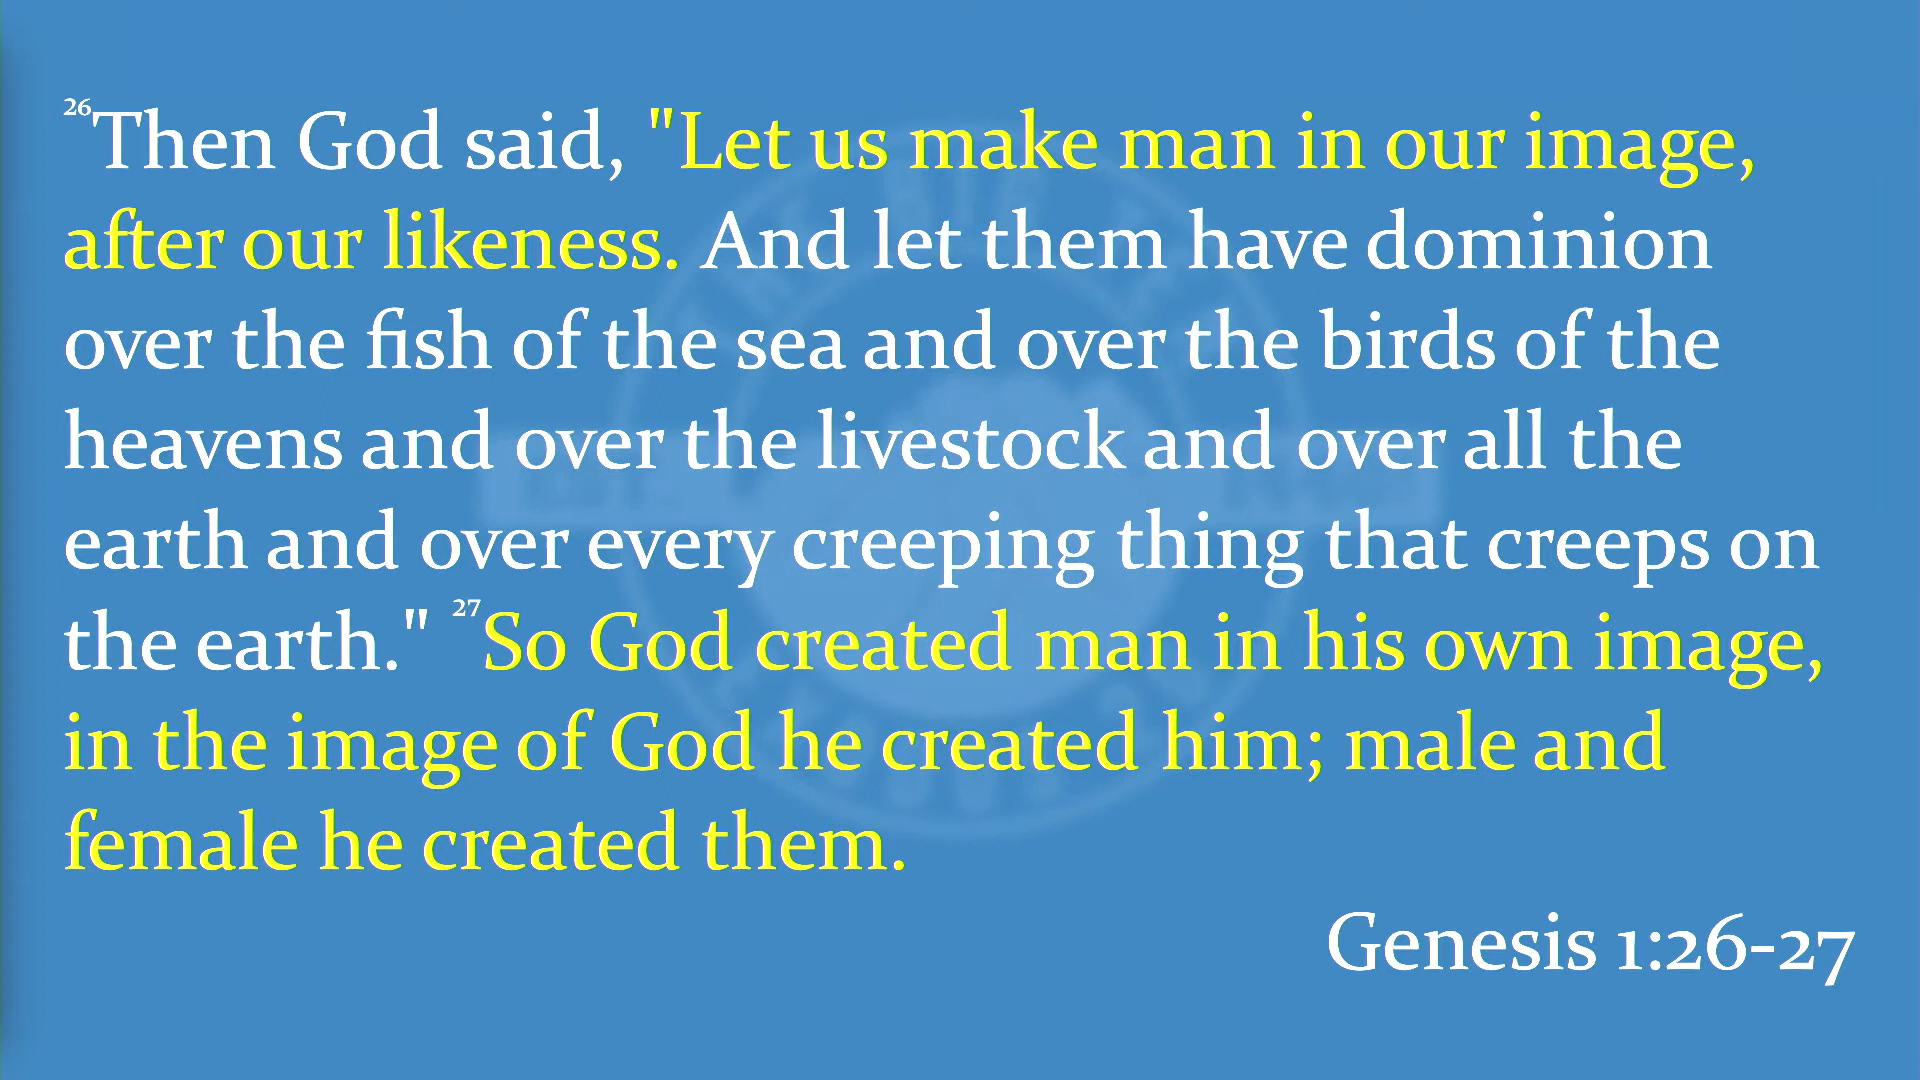 26Then God said, "Let us make man in our image,
after our likeness. And let them have dominion
over the fish of the sea and over the birds of the
heavens and over the livestock and over all the
earth and over every creeping thing that creeps on
the earth." 27So God created man in his own image,
in the image of God he created him; male and
female he created them.
Genesis 1:26-27